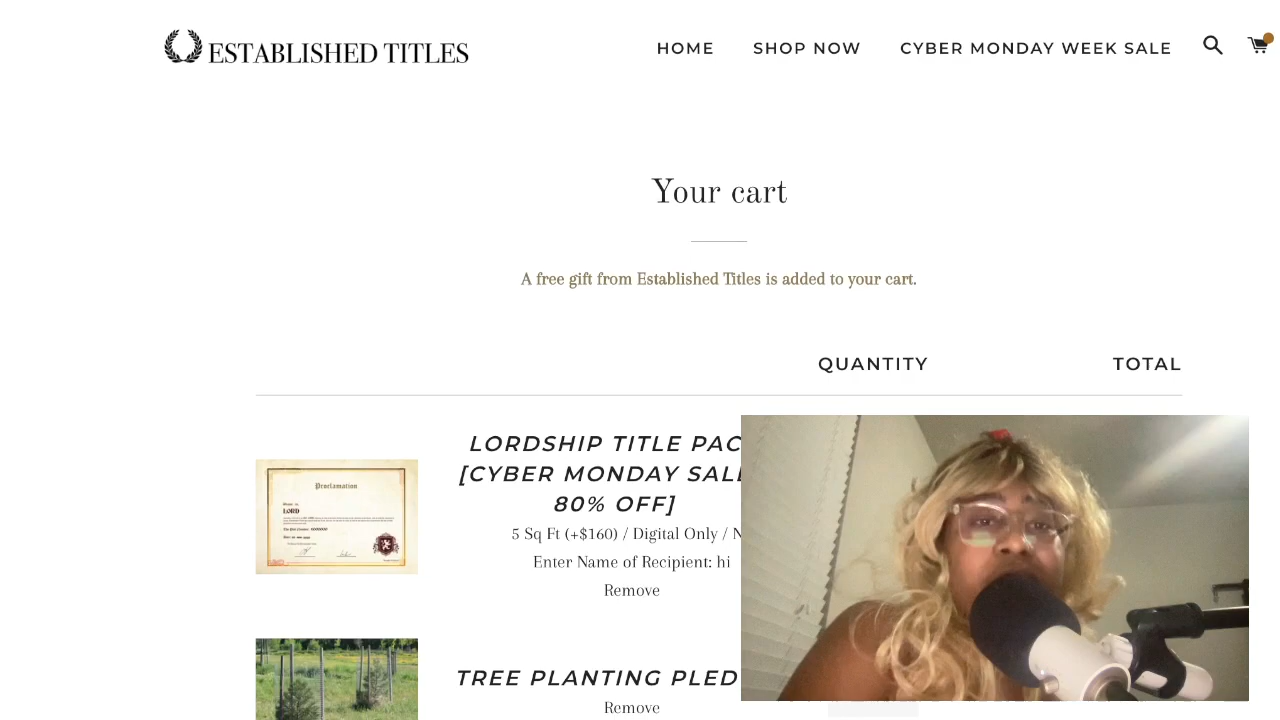 ESTABLISHED TITLES
HOME
SHOP NOW
CYBER MONDAY WEEK SALE
Your cart
A free gift from Established Titles is added to your cart.
QUANTITY
TOTAL
LORDSHIP TITLE PAC
[CYBER MONDAY SALE
80% OFF]
5 Sq Ft (+$160) / Digital Only / N
Enter Name of Recipient: hi
Remove
Proclamation
LORD
TREE PLANTING PLED
Remove